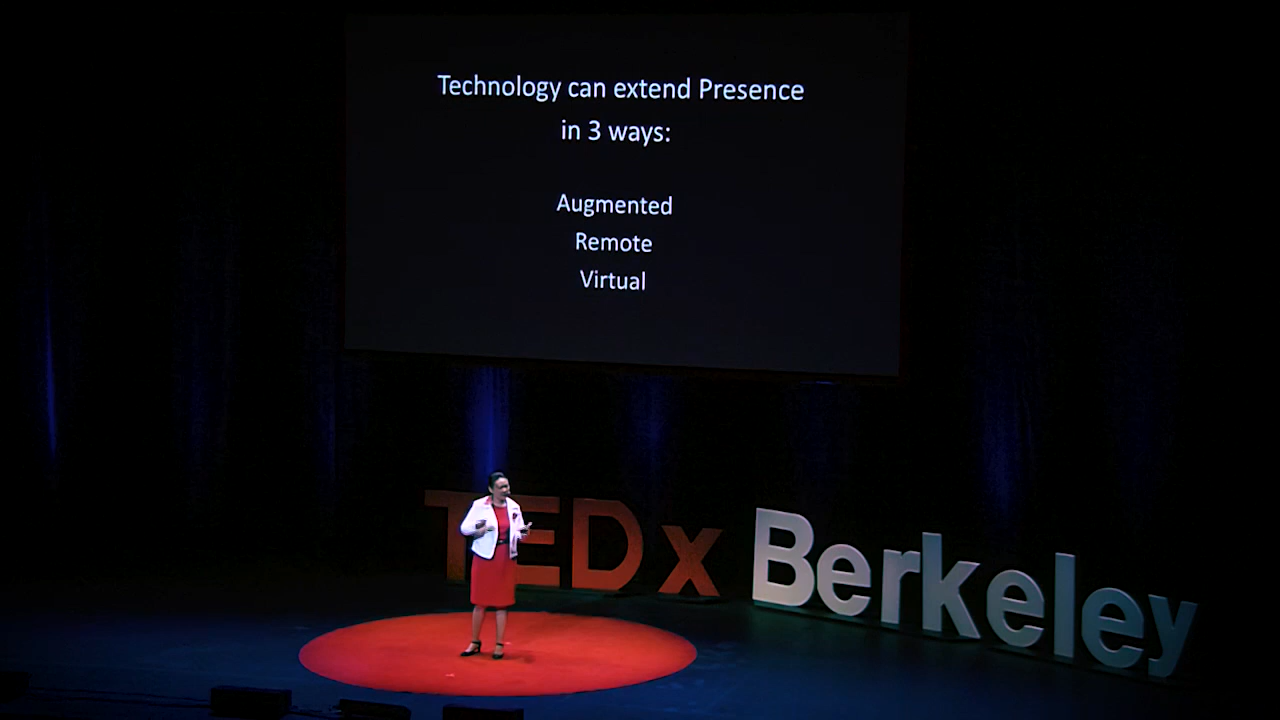 Technology can extend Presence
in 3 ways:
Augmented
Remote
Virtual
TEDx Berkeley